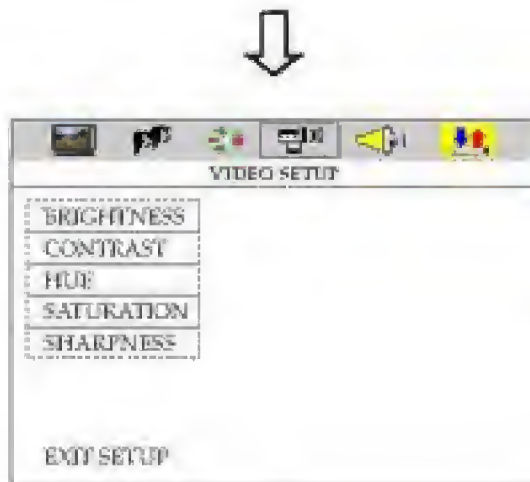 VIDEO SETUP
BRIGHTNESS
CONTRAST
HUE
SATURATION
SHARPNESS
EXIT SETUP